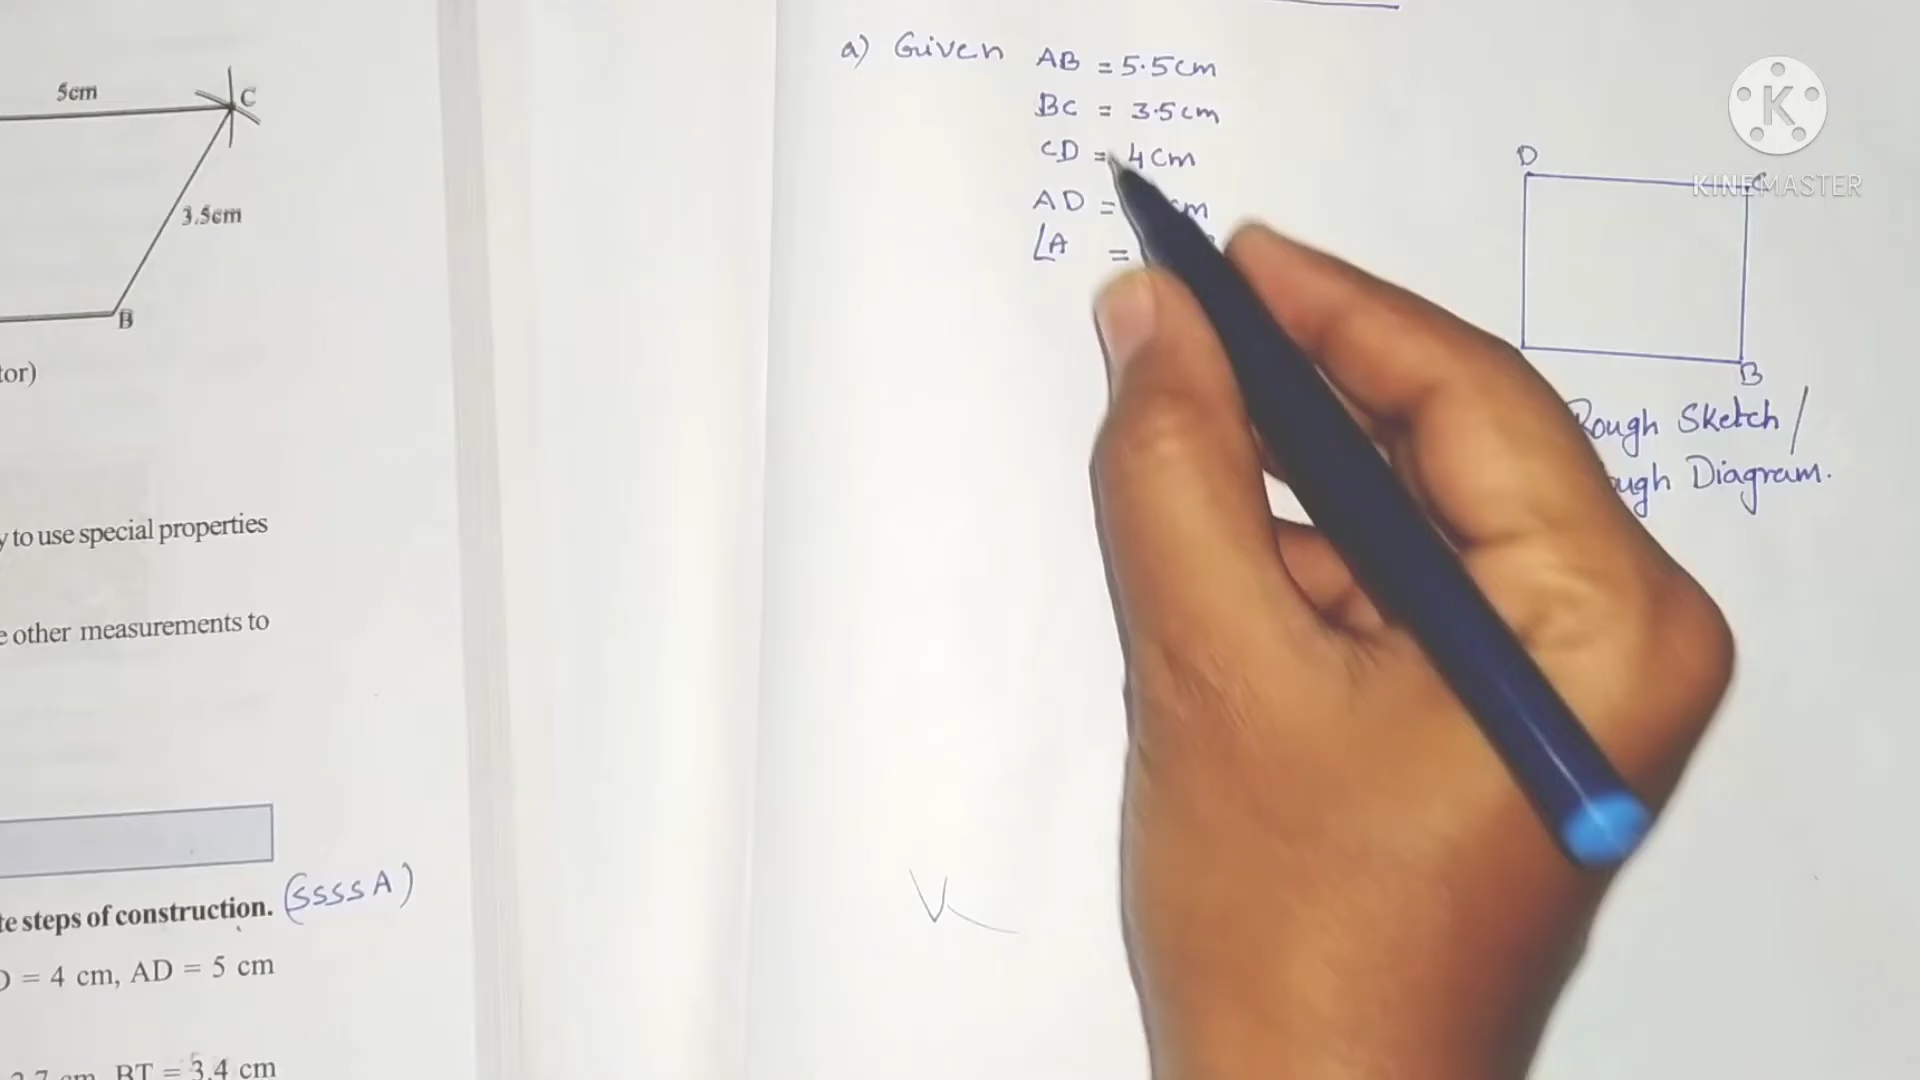 5cm
C
3.5cm
B
tor)
y to use special properties
e other measurements to
te steps of construction. (SSSSA)
= 4 cm, AD = 5 cm
BT = 3.4 cm
a) Given AB = 5.5cm
BC = 3.5cm
CD = 4cm
AD = cm
∠A =
K
KINEMASTER
D
C
B
Rough Sketch /
ugh Diagram.